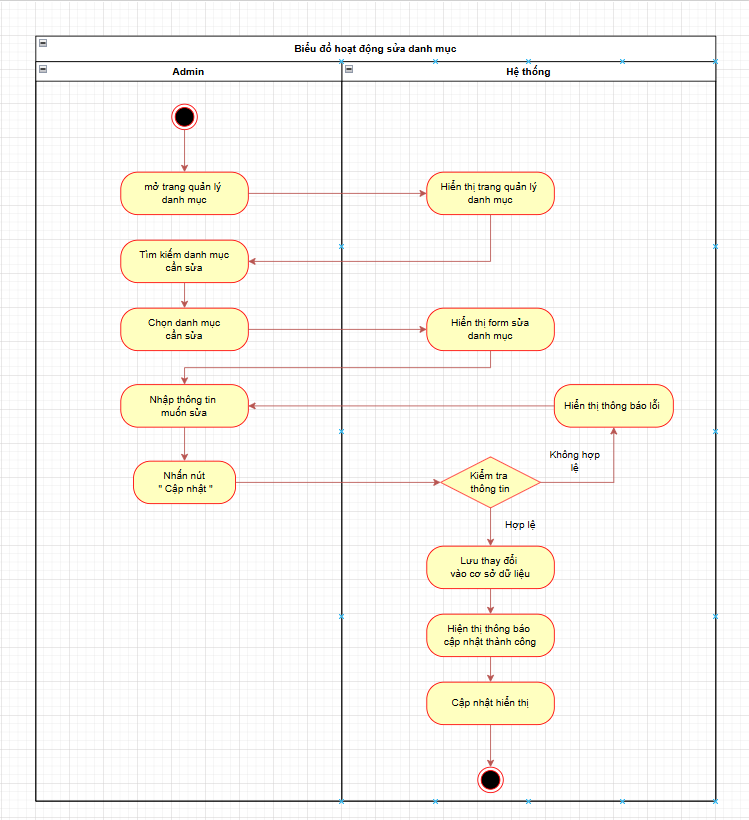 Biểu đồ hoạt động sửa danh mục
Admin
Hệ thống
mở trang quản lý
danh mục
Hiển thị trang quản lý
danh mục
Tìm kiếm danh mục
cần sửa
Chọn danh mục
cần sửa
Hiển thị form sửa
danh mục
Nhập thông tin
muốn sửa
Hiển thị thông báo lỗi
Không hợp
lệ
Nhấn nút
" Cập nhật "
Kiểm tra
thông tin
Hợp lệ
Lưu thay đổi
vào cơ sở dữ liệu
Hiện thị thông báo
cập nhật thành công
Cập nhật hiển thị